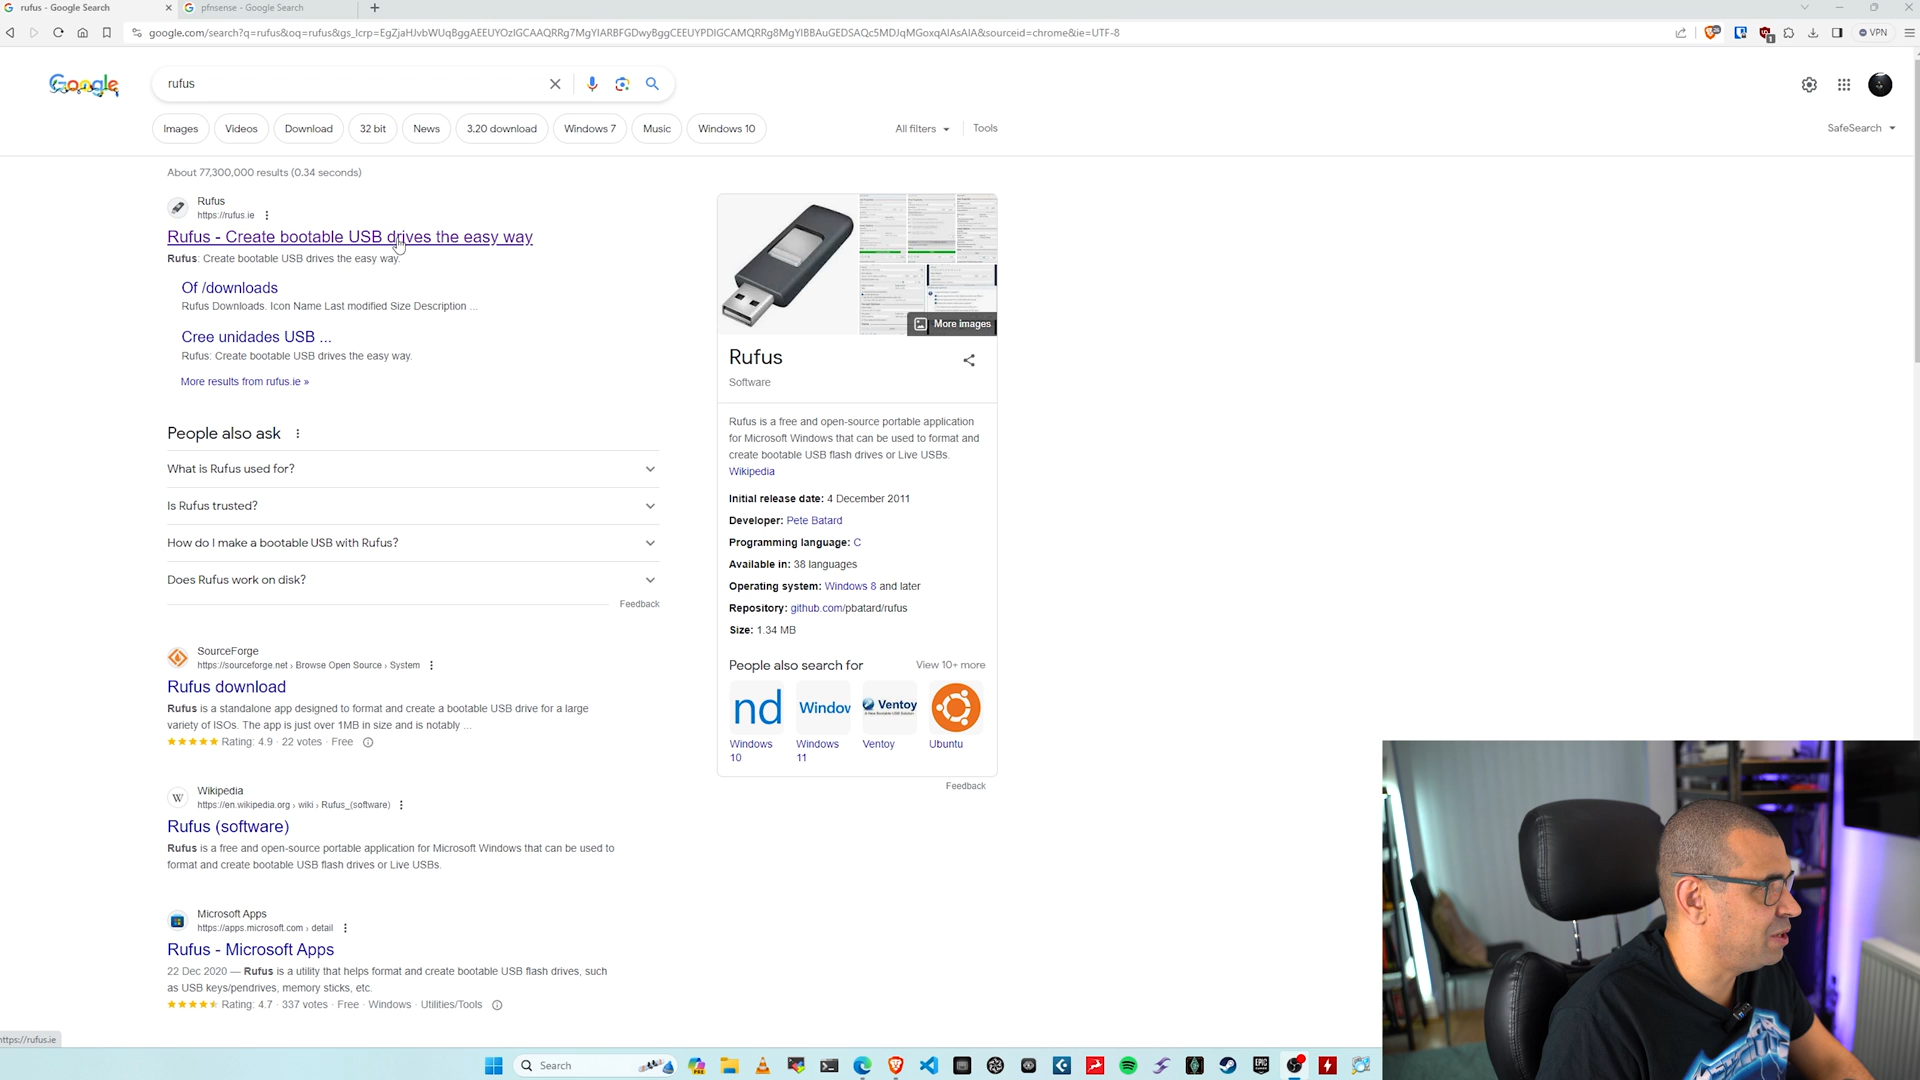 rufus - Google Search
pfnsense - Google Search
google.com/search?q=rufus&oq=rufus&gs_lcrp=EgZjaHJvbWUqBggAEEUYOzIGCAAQRRg7MgYIARBFGDwyBggCEEUYPDIGCAMQRRg8MgYIBBAuGEDSAQc5MDJqMGoxqAIAsAIA&sourceid=chrome&ie=UTF-8
VPN
Google
rufus
Images
Videos
Download
32 bit
News
3.20 download
Windows 7
Music
Windows 10
All filters
Tools
SafeSearch
About 77,300,000 results (0.34 seconds)
Rufus
https://rufus.ie
Rufus - Create bootable USB drives the easy way
Rufus: Create bootable USB drives the easy way.
Of /downloads
Rufus Downloads. Icon Name Last modified Size Description ...
Cree unidades USB ...
Rufus: Create bootable USB drives the easy way.
More results from rufus.ie »
People also ask
What is Rufus used for?
Is Rufus trusted?
How do I make a bootable USB with Rufus?
Does Rufus work on disk?
Feedback
SourceForge
https://sourceforge.net › Browse Open Source › System
Rufus download
Rufus is a standalone app designed to format and create a bootable USB drive for a large
variety of ISOs. The app is just over 1MB in size and is notably ...
Rating: 4.9 · 22 votes · Free
W
Wikipedia
https://en.wikipedia.org › wiki › Rufus_(software)
Rufus (software)
Rufus is a free and open-source portable application for Microsoft Windows that can be used to
format and create bootable USB flash drives or Live USBs.
Microsoft Apps
https://apps.microsoft.com › detail
Rufus - Microsoft Apps
22 Dec 2020 — Rufus is a utility that helps format and create bootable USB flash drives, such
as USB keys/pendrives, memory sticks, etc.
Rating: 4.7 · 337 votes · Free · Windows · Utilities/Tools
More images
Rufus
Software
Rufus is a free and open-source portable application
for Microsoft Windows that can be used to format and
create bootable USB flash drives or Live USBs.
Wikipedia
Initial release date: 4 December 2011
Developer: Pete Batard
Programming language: C
Available in: 38 languages
Operating system: Windows 8 and later
Repository: github.com/pbatard/rufus
Size: 1.34 MB
People also search for
View 10+ more
nd
Window
Ventoy
Windows 10
Windows 11
Ventoy
Ubuntu
Feedback
https://rufus.ie
Search